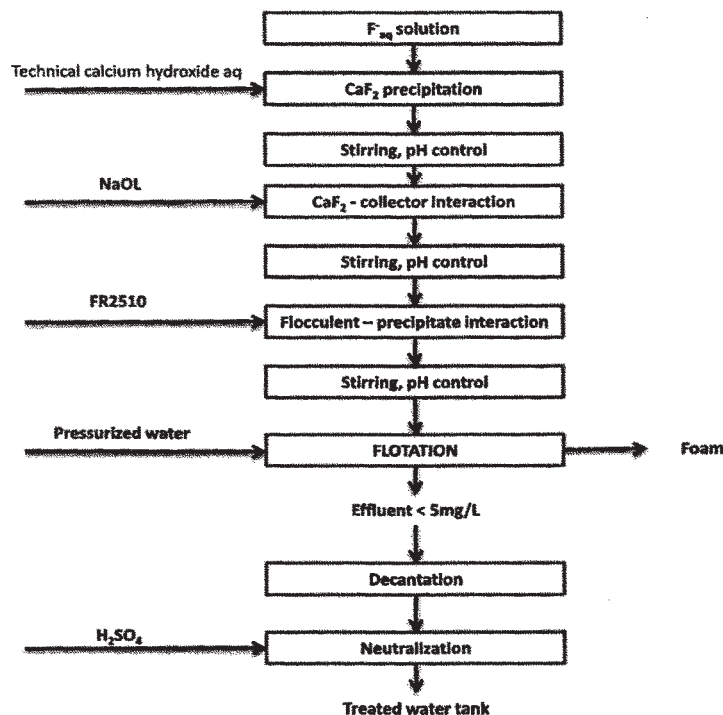 F⁻aq solution
Technical calcium hydroxide aq
CaF₂ precipitation
Stirring, pH control
NaOL
CaF₂ - collector interaction
Stirring, pH control
FR2510
Flocculent – precipitate interaction
Stirring, pH control
Pressurized water
FLOTATION
Foam
Effluent < 5mg/L
Decantation
H₂SO₄
Neutralization
Treated water tank